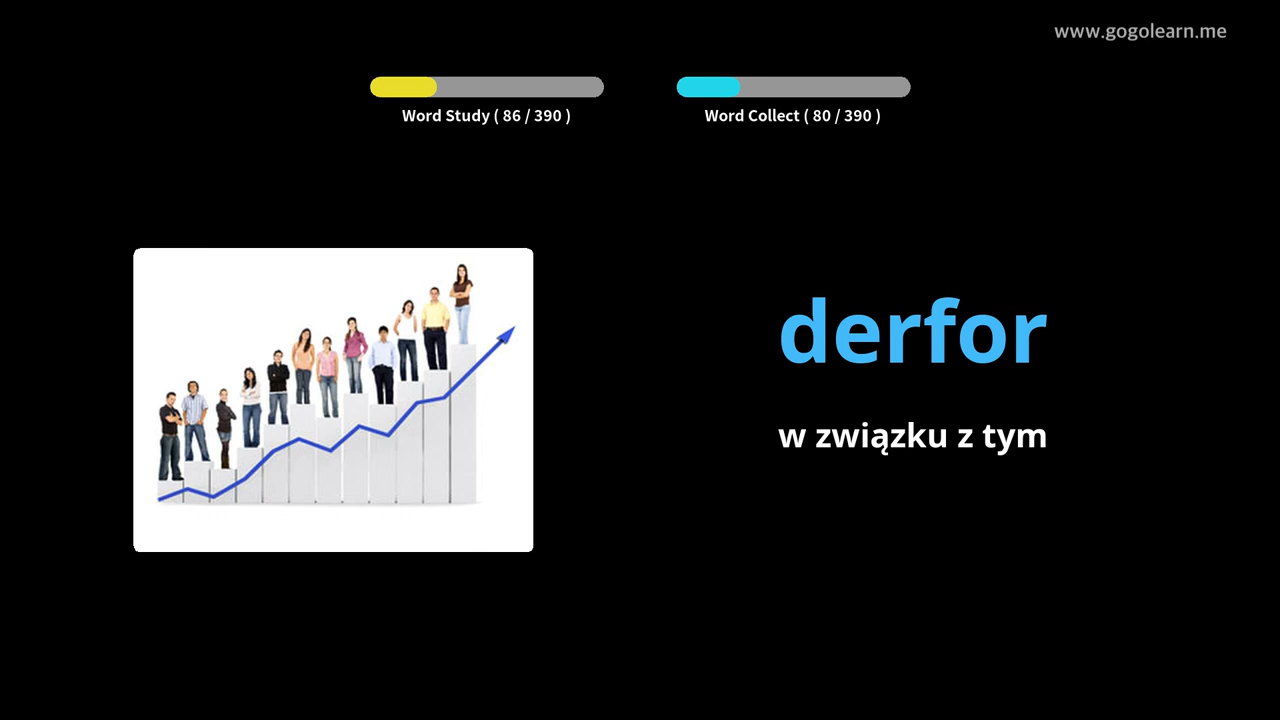 www.gogolearn.me
Word Study ( 86 / 390 )
Word Collect ( 80 / 390 )
derfor
w związku z tym